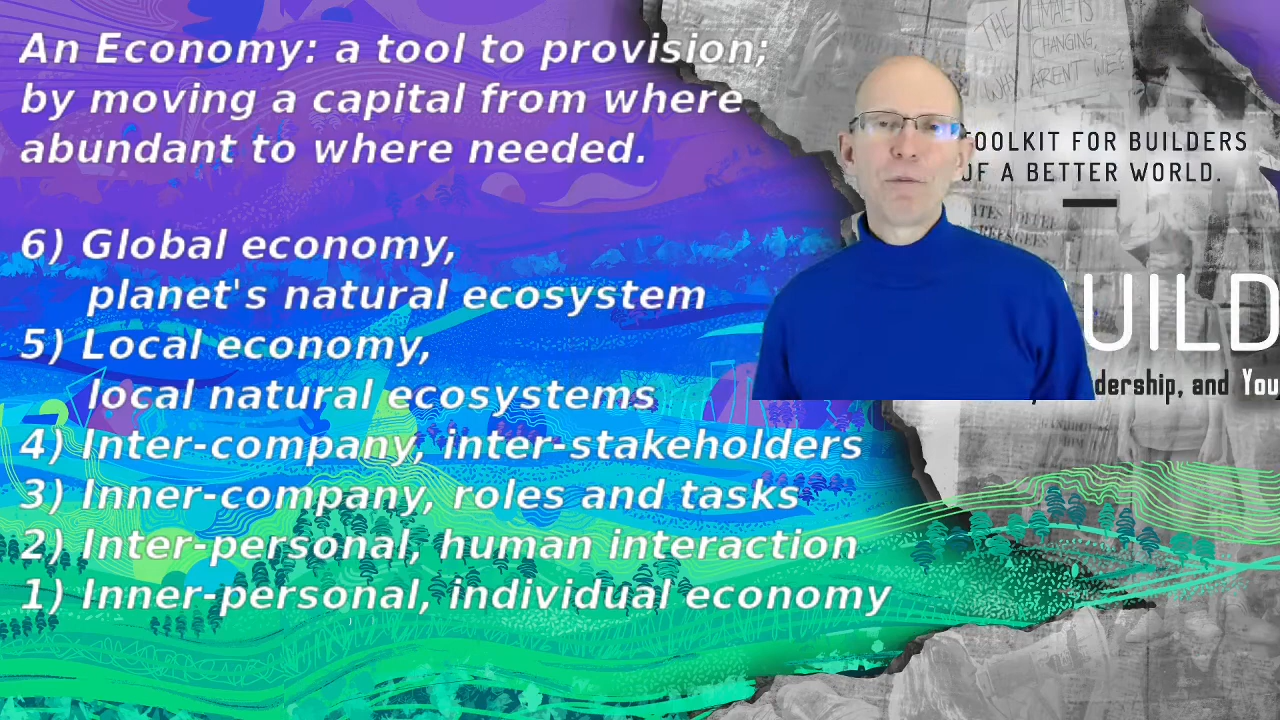 An Economy: a tool to provision;
by moving a capital from where
abundant to where needed.
6) Global economy,
planet's natural ecosystem
5) Local economy,
local natural ecosystems
4) Inter-company, inter-stakeholders
3) Inner-company, roles and tasks
2) Inter-personal, human interaction
1) Inner-personal, individual economy
THE CLIMATE IS
CHANGING,
WHY AREN'T WE?
TOOLKIT FOR BUILDERS
OF A BETTER WORLD.
UILD
dership, and You